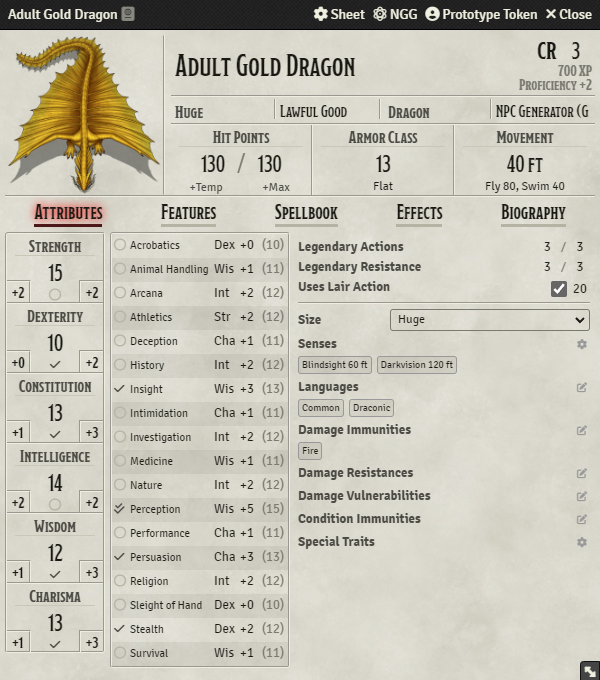 Adult Gold Dragon Sheet NGG Prototype Token Close
Adult Gold Dragon CR 3
700 XP
Proficiency +2
Huge Lawful Good Dragon NPC Generator (G
Hit Points Armor Class Movement
130 / 130 13 40 ft
+Temp +Max Flat Fly 80, Swim 40
Attributes Features Spellbook Effects Biography
Strength
15
+2 +2
Dexterity
10
+0 +2
Constitution
13
+1 +3
Intelligence
14
+2 +2
Wisdom
12
+1 +3
Charisma
13
+1 +3
Acrobatics Dex +0 (10)
Animal Handling Wis +1 (11)
Arcana Int +2 (12)
Athletics Str +2 (12)
Deception Cha +1 (11)
History Int +2 (12)
Insight Wis +3 (13)
Intimidation Cha +1 (11)
Investigation Int +2 (12)
Medicine Wis +1 (11)
Nature Int +2 (12)
Perception Wis +5 (15)
Performance Cha +1 (11)
Persuasion Cha +3 (13)
Religion Int +2 (12)
Sleight of Hand Dex +0 (10)
Stealth Dex +2 (12)
Survival Wis +1 (11)
Legendary Actions 3 / 3
Legendary Resistance 3 / 3
Uses Lair Action 20
Size Huge
Senses
Blindsight 60 ft Darkvision 120 ft
Languages
Common Draconic
Damage Immunities
Fire
Damage Resistances
Damage Vulnerabilities
Condition Immunities
Special Traits